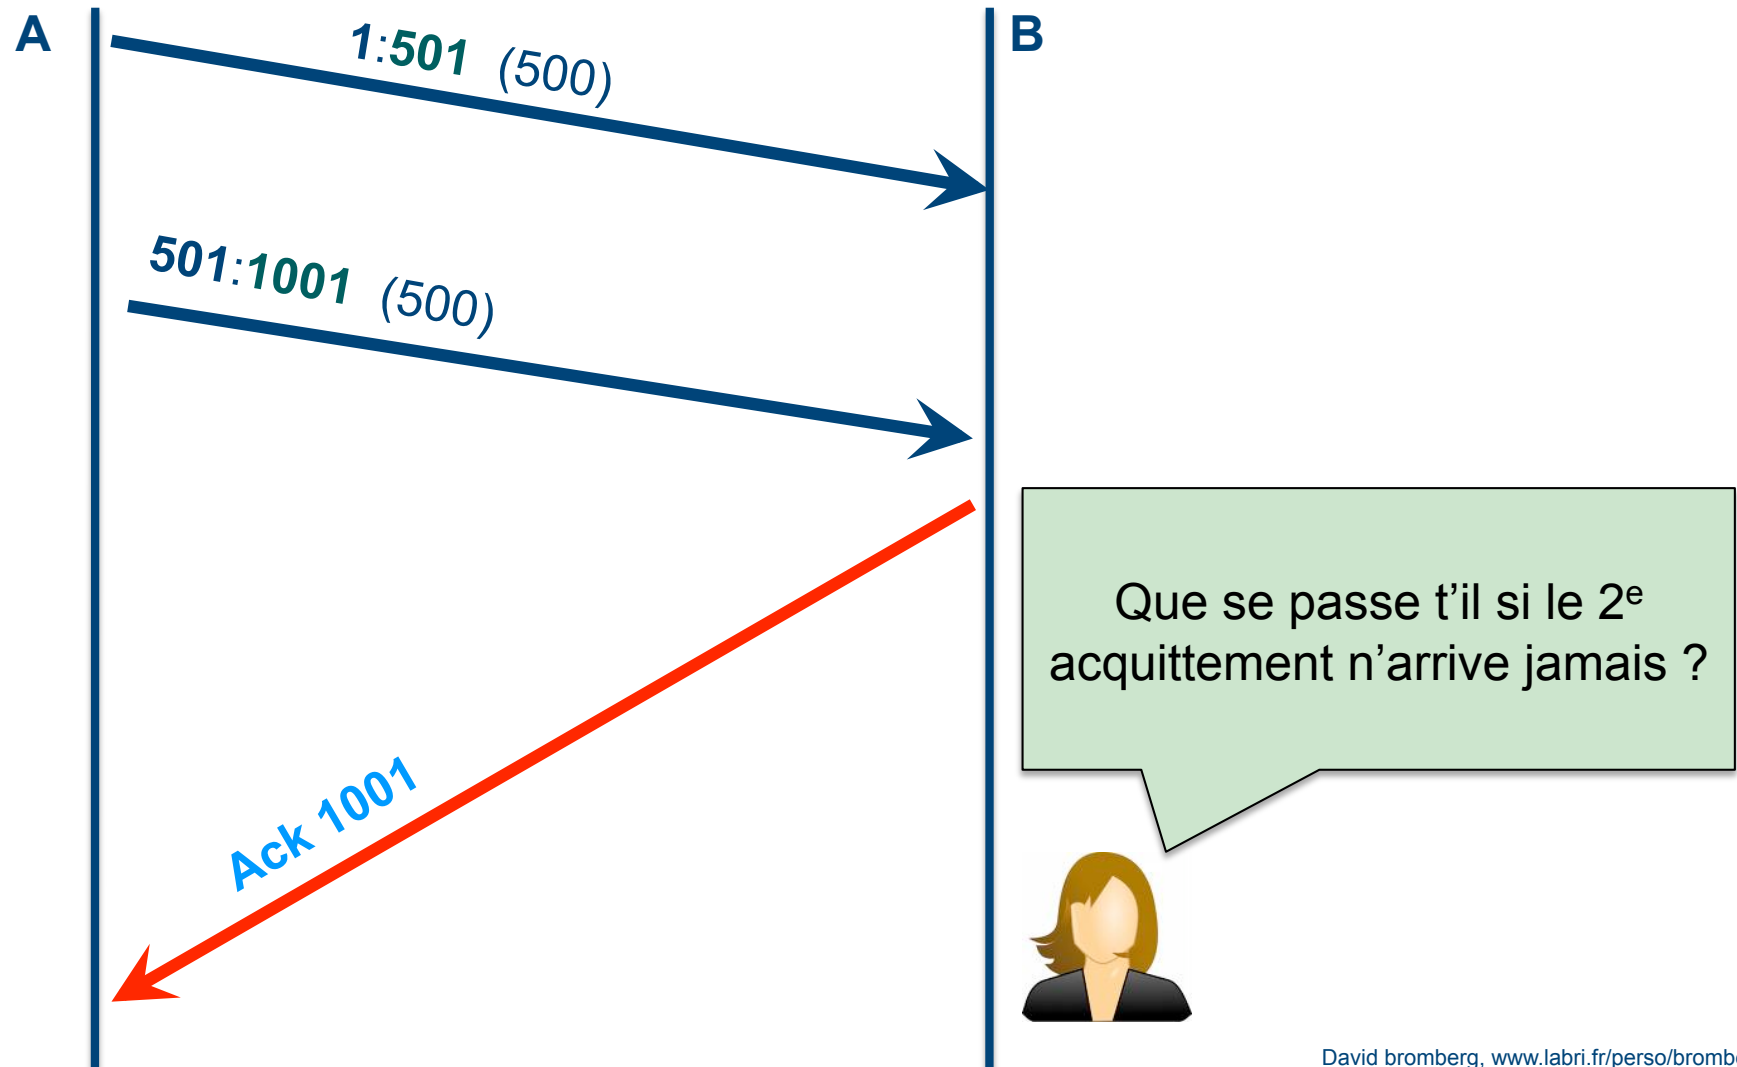 A
B
1:501 (500)
501:1001 (500)
Que se passe t’il si le 2e
acquittement n’arrive jamais ?
Ack 1001
David bromberg, www.labri.fr/perso/brombe